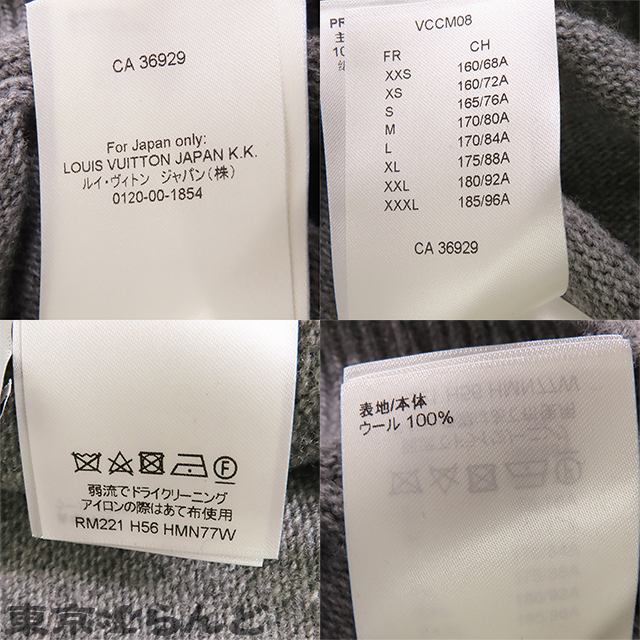 CA 36929
For Japan only:
LOUIS VUITTON JAPAN K.K.
ルイ・ヴィトン ジャパン(株)
0120-00-1854
PR
主
10
VCCM08
FR CH
XXS 160/68A
XS 160/72A
S 165/76A
M 170/80A
L 170/84A
XL 175/88A
XXL 180/92A
XXXL 185/96A
CA 36929
弱流でドライクリーニング
アイロンの際はあて布使用
RM221 H56 HMN77W
表地/本体
ウール 100%
東京
らんど